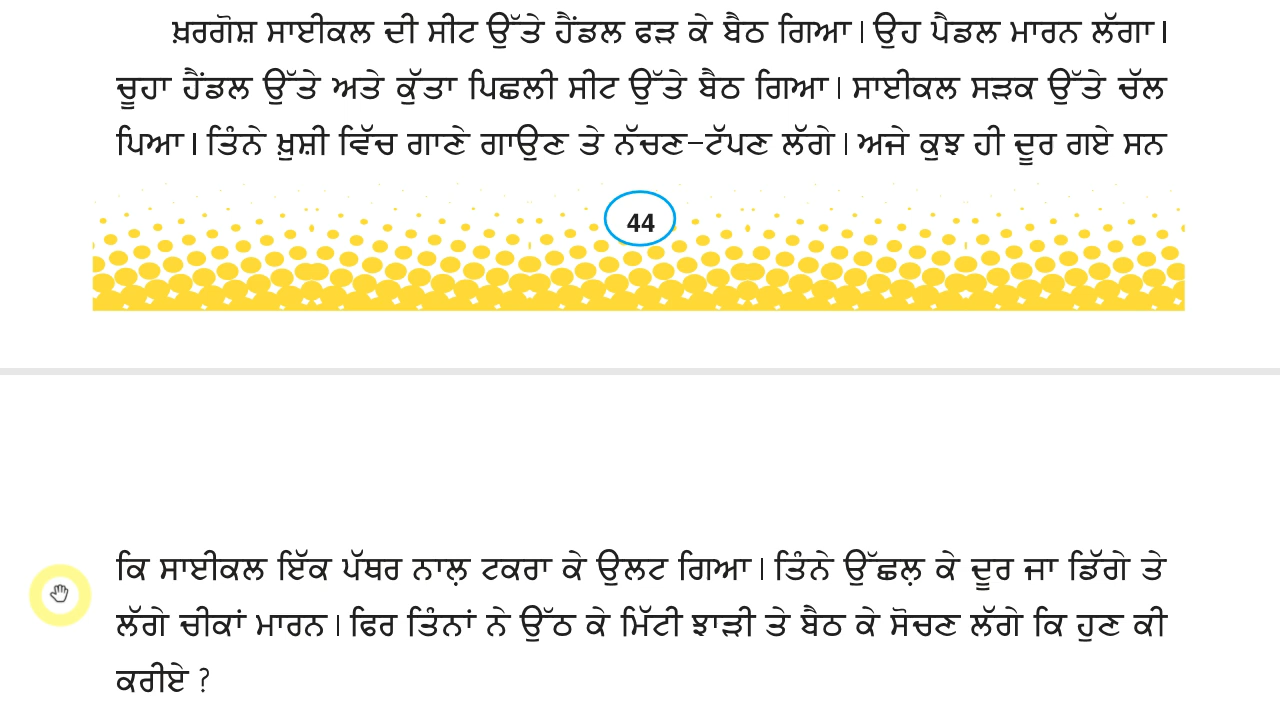 ਖ਼ਰਗੋਸ਼ ਸਾਈਕਲ ਦੀ ਸੀਟ ਉੱਤੇ ਹੈਂਡਲ ਫੜ ਕੇ ਬੈਠ ਗਿਆ। ਉਹ ਪੈਡਲ ਮਾਰਨ ਲੱਗਾ।
ਚੂਹਾ ਹੈਂਡਲ ਉੱਤੇ ਅਤੇ ਕੁੱਤਾ ਪਿਛਲੀ ਸੀਟ ਉੱਤੇ ਬੈਠ ਗਿਆ। ਸਾਈਕਲ ਸੜਕ ਉੱਤੇ ਚੱਲ
ਪਿਆ। ਤਿੰਨੇ ਖ਼ੁਸ਼ੀ ਵਿੱਚ ਗਾਣੇ ਗਾਉਣ ਤੇ ਨੱਚਣ-ਟੱਪਣ ਲੱਗੇ। ਅਜੇ ਕੁਝ ਹੀ ਦੂਰ ਗਏ ਸਨ
44
ਕਿ ਸਾਈਕਲ ਇੱਕ ਪੱਥਰ ਨਾਲ਼ ਟਕਰਾ ਕੇ ਉਲਟ ਗਿਆ। ਤਿੰਨੇ ਉੱਛਲ਼ ਕੇ ਦੂਰ ਜਾ ਡਿੱਗੇ ਤੇ
ਲੱਗੇ ਚੀਕਾਂ ਮਾਰਨ। ਫਿਰ ਤਿੰਨਾਂ ਨੇ ਉੱਠ ਕੇ ਮਿੱਟੀ ਝਾੜੀ ਤੇ ਬੈਠ ਕੇ ਸੋਚਣ ਲੱਗੇ ਕਿ ਹੁਣ ਕੀ
ਕਰੀਏ ?